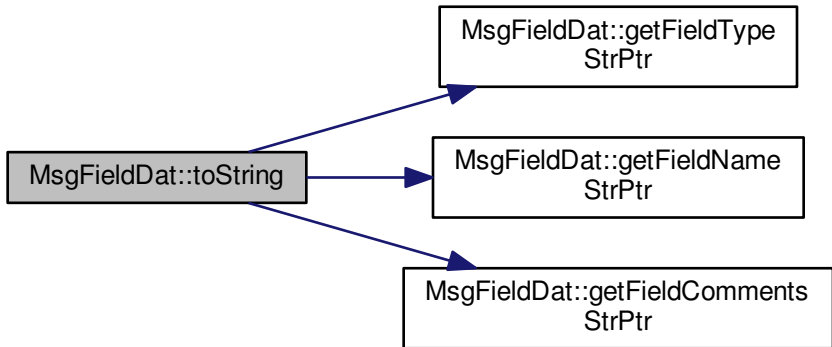 MsgFieldDat::getFieldType
StrPtr
MsgFieldDat::toString
MsgFieldDat::getFieldName
StrPtr
MsgFieldDat::getFieldComments
StrPtr